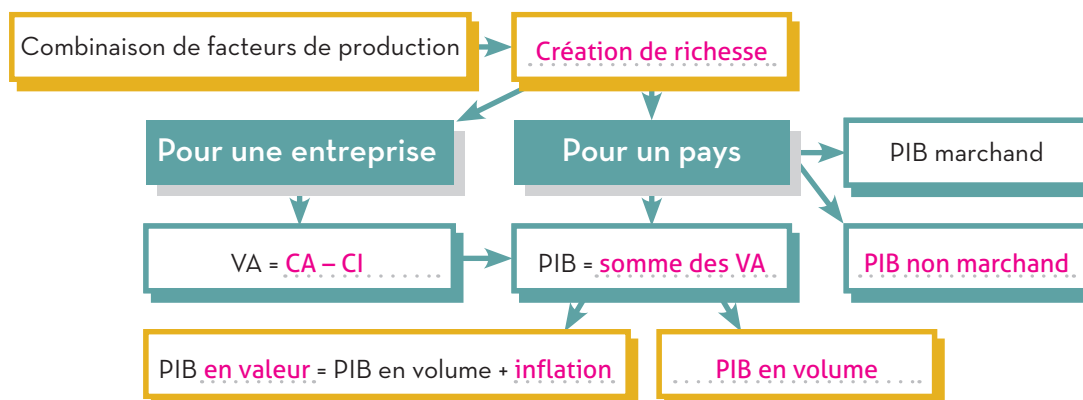 Combinaison de facteurs de production
Création de richesse
Pour une entreprise
Pour un pays
PIB marchand
VA = CA – CI
PIB = somme des VA
PIB non marchand
PIB en valeur = PIB en volume + inflation
PIB en volume